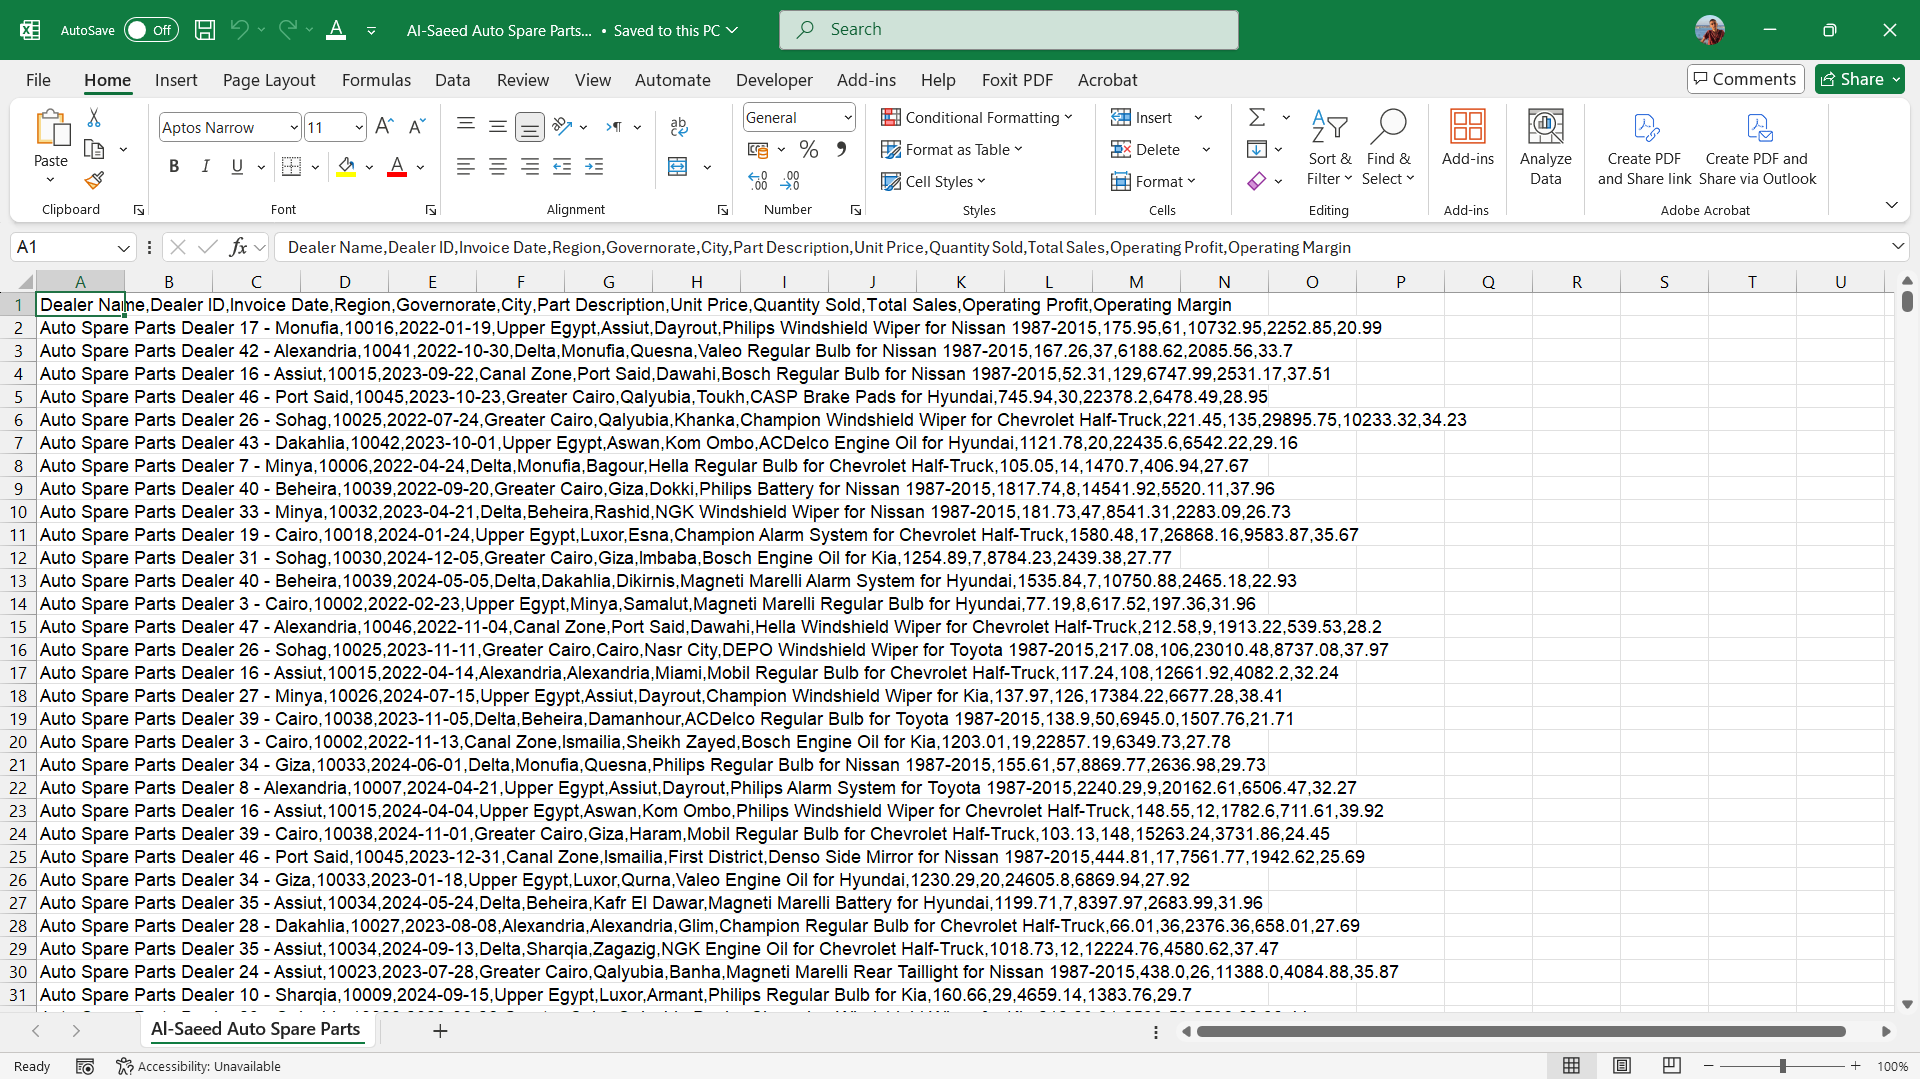 AutoSave Off A Al-Saeed Auto Spare Parts... • Saved to this PC Search
File Home Insert Page Layout Formulas Data Review View Automate Developer Add-ins Help Foxit PDF Acrobat Comments Share
Paste
Clipboard
Aptos Narrow 11 A A
B I U A
Font
ab
Alignment
General
% 9
.00 .00
Number
Conditional Formatting
Format as Table
Cell Styles
Styles
Insert
Delete
Format
Cells
Sort & Filter
Find & Select
Editing
Add-ins
Add-ins
Analyze Data
Create PDF and Share link
Create PDF and Share via Outlook
Adobe Acrobat
A1 fx Dealer Name,Dealer ID,Invoice Date,Region,Governorate,City,Part Description,Unit Price,Quantity Sold,Total Sales,Operating Profit,Operating Margin
A B C D E F G H I J K L M N O P Q R S T U
1 Dealer Name,Dealer ID,Invoice Date,Region,Governorate,City,Part Description,Unit Price,Quantity Sold,Total Sales,Operating Profit,Operating Margin
2 Auto Spare Parts Dealer 17 - Monufia,10016,2022-01-19,Upper Egypt,Assiut,Dayrout,Philips Windshield Wiper for Nissan 1987-2015,175.95,61,10732.95,2252.85,20.99
3 Auto Spare Parts Dealer 42 - Alexandria,10041,2022-10-30,Delta,Monufia,Quesna,Valeo Regular Bulb for Nissan 1987-2015,167.26,37,6188.62,2085.56,33.7
4 Auto Spare Parts Dealer 16 - Assiut,10015,2023-09-22,Canal Zone,Port Said,Dawahi,Bosch Regular Bulb for Nissan 1987-2015,52.31,129,6747.99,2531.17,37.51
5 Auto Spare Parts Dealer 46 - Port Said,10045,2023-10-23,Greater Cairo,Qalyubia,Toukh,CASP Brake Pads for Hyundai,745.94,30,22378.2,6478.49,28.95
6 Auto Spare Parts Dealer 26 - Sohag,10025,2022-07-24,Greater Cairo,Qalyubia,Khanka,Champion Windshield Wiper for Chevrolet Half-Truck,221.45,135,29895.75,10233.32,34.23
7 Auto Spare Parts Dealer 43 - Dakahlia,10042,2023-10-01,Upper Egypt,Aswan,Kom Ombo,ACDelco Engine Oil for Hyundai,1121.78,20,22435.6,6542.22,29.16
8 Auto Spare Parts Dealer 7 - Minya,10006,2022-04-24,Delta,Monufia,Bagour,Hella Regular Bulb for Chevrolet Half-Truck,105.05,14,1470.7,406.94,27.67
9 Auto Spare Parts Dealer 40 - Beheira,10039,2022-09-20,Greater Cairo,Giza,Dokki,Philips Battery for Nissan 1987-2015,1817.74,8,14541.92,5520.11,37.96
10 Auto Spare Parts Dealer 33 - Minya,10032,2023-04-21,Delta,Beheira,Rashid,NGK Windshield Wiper for Nissan 1987-2015,181.73,47,8541.31,2283.09,26.73
11 Auto Spare Parts Dealer 19 - Cairo,10018,2024-01-24,Upper Egypt,Luxor,Esna,Champion Alarm System for Chevrolet Half-Truck,1580.48,17,26868.16,9583.87,35.67
12 Auto Spare Parts Dealer 31 - Sohag,10030,2024-12-05,Greater Cairo,Giza,Imbaba,Bosch Engine Oil for Kia,1254.89,7,8784.23,2439.38,27.77
13 Auto Spare Parts Dealer 40 - Beheira,10039,2024-05-05,Delta,Dakahlia,Dikirnis,Magneti Marelli Alarm System for Hyundai,1535.84,7,10750.88,2465.18,22.93
14 Auto Spare Parts Dealer 3 - Cairo,10002,2022-02-23,Upper Egypt,Minya,Samalut,Magneti Marelli Regular Bulb for Hyundai,77.19,8,617.52,197.36,31.96
15 Auto Spare Parts Dealer 47 - Alexandria,10046,2022-11-04,Canal Zone,Port Said,Dawahi,Hella Windshield Wiper for Chevrolet Half-Truck,212.58,9,1913.22,539.53,28.2
16 Auto Spare Parts Dealer 26 - Sohag,10025,2023-11-11,Greater Cairo,Cairo,Nasr City,DEPO Windshield Wiper for Toyota 1987-2015,217.08,106,23010.48,8737.08,37.97
17 Auto Spare Parts Dealer 16 - Assiut,10015,2022-04-14,Alexandria,Alexandria,Miami,Mobil Regular Bulb for Chevrolet Half-Truck,117.24,108,12661.92,4082.2,32.24
18 Auto Spare Parts Dealer 27 - Minya,10026,2024-07-15,Upper Egypt,Assiut,Dayrout,Champion Windshield Wiper for Kia,137.97,126,17384.22,6677.28,38.41
19 Auto Spare Parts Dealer 39 - Cairo,10038,2023-11-05,Delta,Beheira,Damanhour,ACDelco Regular Bulb for Toyota 1987-2015,138.9,50,6945.0,1507.76,21.71
20 Auto Spare Parts Dealer 3 - Cairo,10002,2022-11-13,Canal Zone,Ismailia,Sheikh Zayed,Bosch Engine Oil for Kia,1203.01,19,22857.19,6349.73,27.78
21 Auto Spare Parts Dealer 34 - Giza,10033,2024-06-01,Delta,Monufia,Quesna,Philips Regular Bulb for Nissan 1987-2015,155.61,57,8869.77,2636.98,29.73
22 Auto Spare Parts Dealer 8 - Alexandria,10007,2024-04-21,Upper Egypt,Assiut,Dayrout,Philips Alarm System for Toyota 1987-2015,2240.29,9,20162.61,6506.47,32.27
23 Auto Spare Parts Dealer 16 - Assiut,10015,2024-04-04,Upper Egypt,Aswan,Kom Ombo,Philips Windshield Wiper for Chevrolet Half-Truck,148.55,12,1782.6,711.61,39.92
24 Auto Spare Parts Dealer 39 - Cairo,10038,2024-11-01,Greater Cairo,Giza,Haram,Mobil Regular Bulb for Chevrolet Half-Truck,103.13,148,15263.24,3731.86,24.45
25 Auto Spare Parts Dealer 46 - Port Said,10045,2023-12-31,Canal Zone,Ismailia,First District,Denso Side Mirror for Nissan 1987-2015,444.81,17,7561.77,1942.62,25.69
26 Auto Spare Parts Dealer 34 - Giza,10033,2023-01-18,Upper Egypt,Luxor,Qurna,Valeo Engine Oil for Hyundai,1230.29,20,24605.8,6869.94,27.92
27 Auto Spare Parts Dealer 35 - Assiut,10034,2024-05-24,Delta,Beheira,Kafr El Dawar,Magneti Marelli Battery for Hyundai,1199.71,7,8397.97,2683.99,31.96
28 Auto Spare Parts Dealer 28 - Dakahlia,10027,2023-08-08,Alexandria,Alexandria,Glim,Champion Regular Bulb for Chevrolet Half-Truck,66.01,36,2376.36,658.01,27.69
29 Auto Spare Parts Dealer 35 - Assiut,10034,2024-09-13,Delta,Sharqia,Zagazig,NGK Engine Oil for Chevrolet Half-Truck,1018.73,12,12224.76,4580.62,37.47
30 Auto Spare Parts Dealer 24 - Assiut,10023,2023-07-28,Greater Cairo,Qalyubia,Banha,Magneti Marelli Rear Taillight for Nissan 1987-2015,438.0,26,11388.0,4084.88,35.87
31 Auto Spare Parts Dealer 10 - Sharqia,10009,2024-09-15,Upper Egypt,Luxor,Armant,Philips Regular Bulb for Kia,160.66,29,4659.14,1383.76,29.7
Al-Saeed Auto Spare Parts
Ready Accessibility: Unavailable 100%